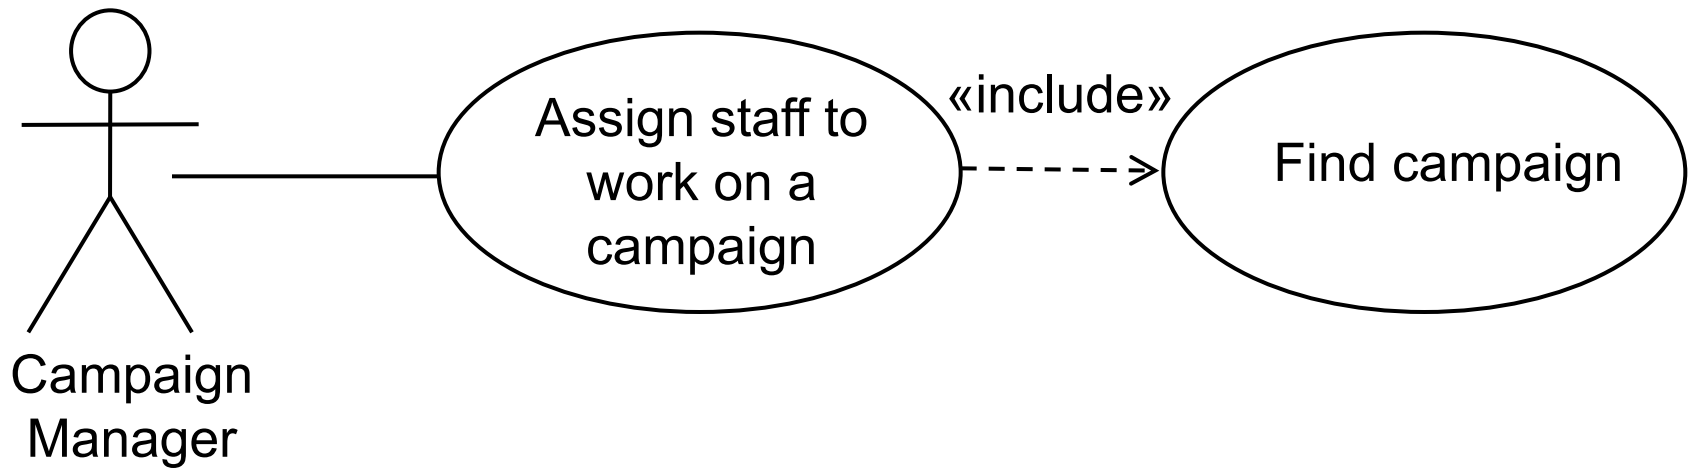 Assign staff to
work on a
campaign
«include»
Find campaign
Campaign
Manager